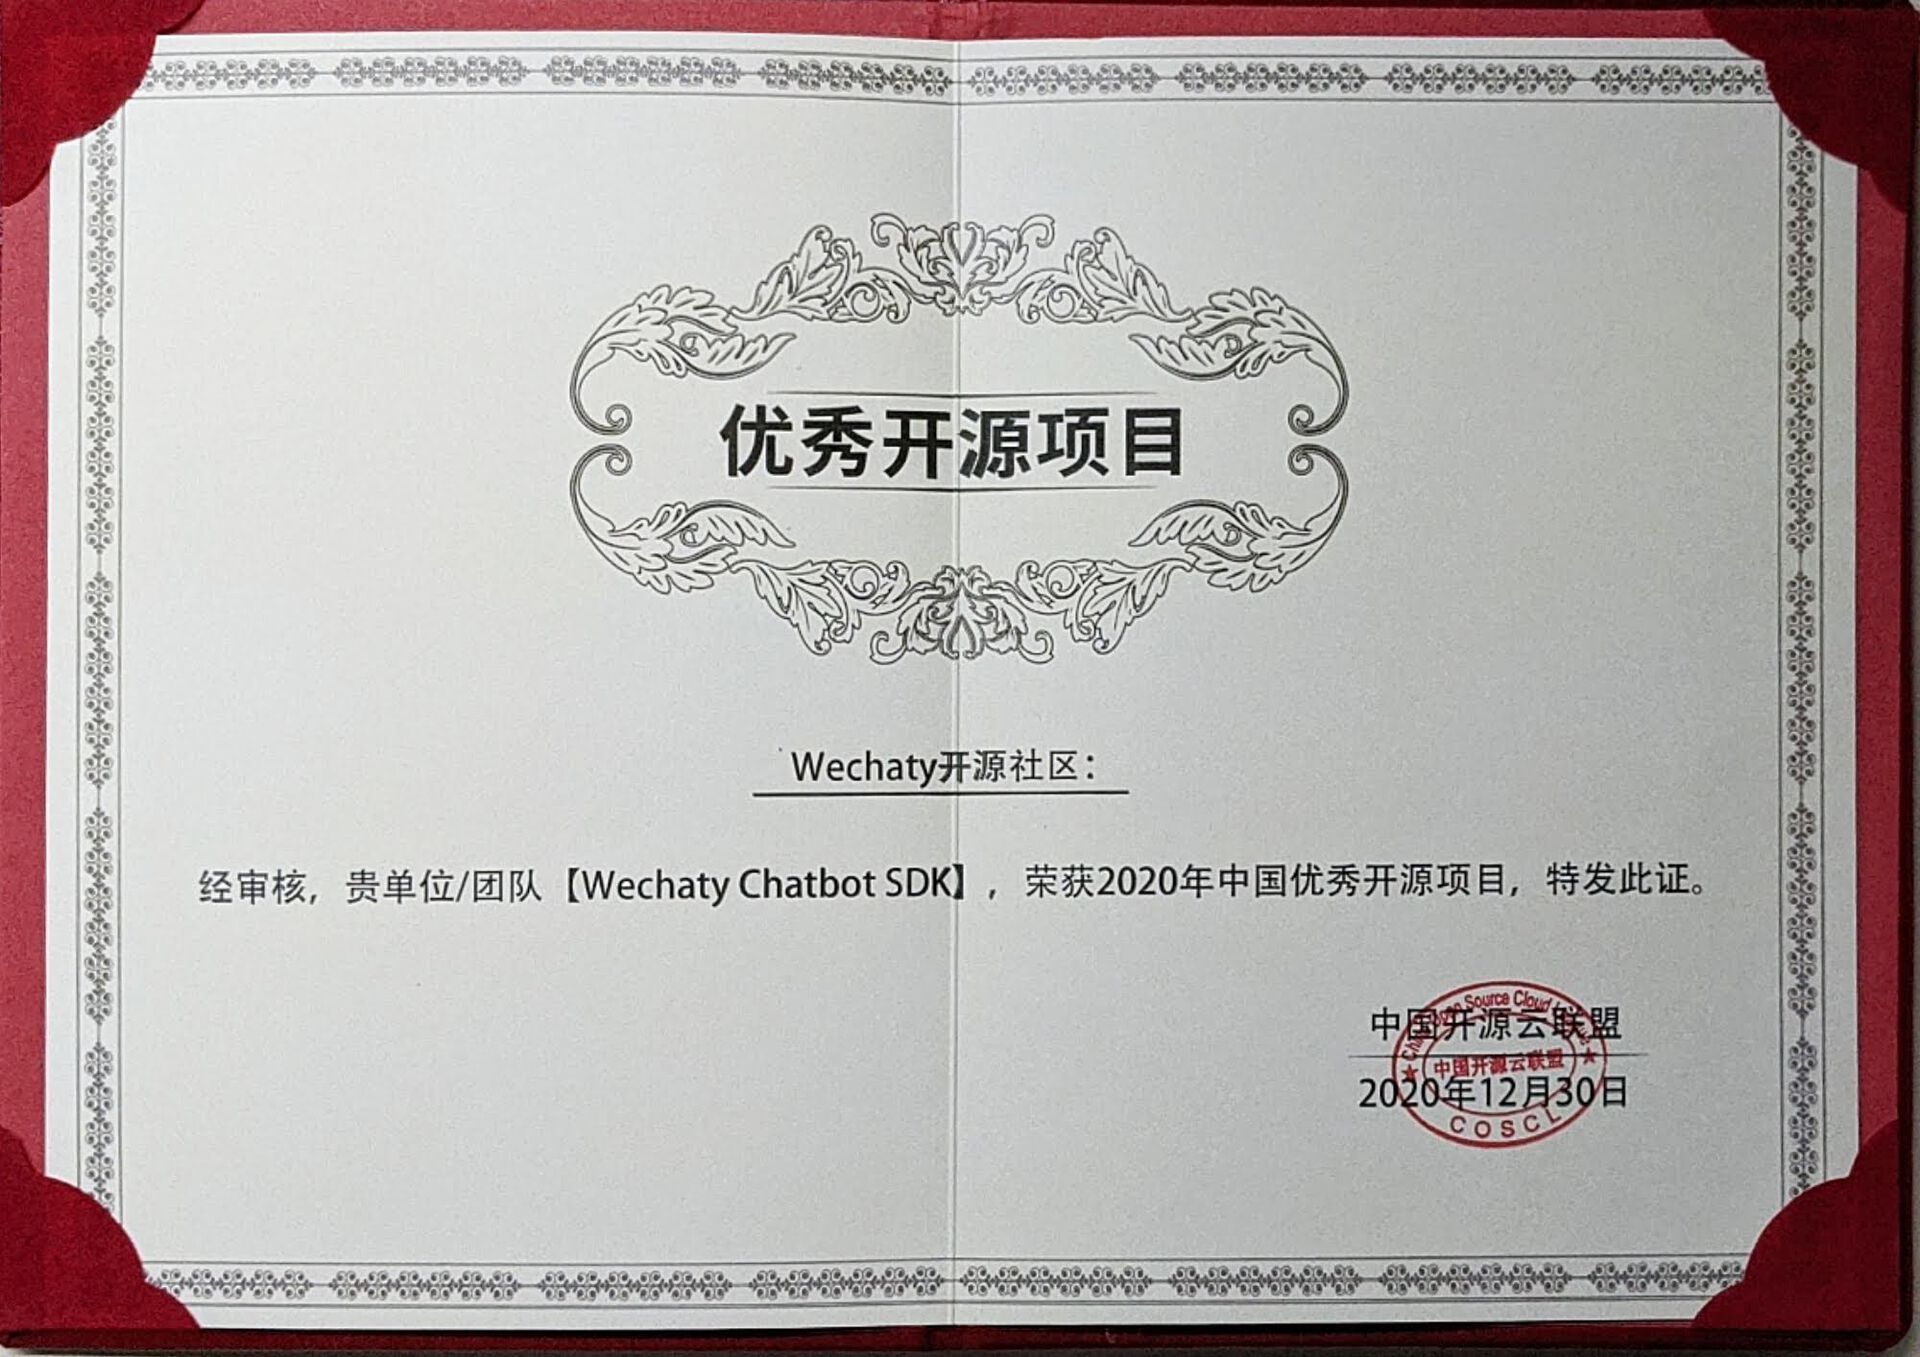 优秀开源项目
Wechaty开源社区：
经审核，贵单位/团队【Wechaty Chatbot SDK】，荣获2020年中国优秀开源项目，特发此证。
中国开源云联盟
2020年12月30日
Open Source Cloud
中国开源云联盟
COSCL